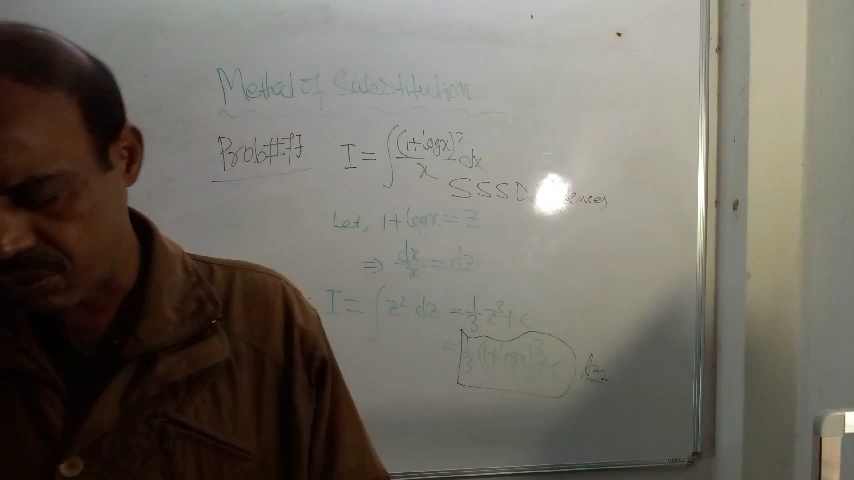 Method of Substitution
Prob#77 I = ∫ (1+logx)²/x dx
SSSD
Let, 1+logx = z
⇒ dx/x = dz
I = ∫ z² dz = 1/3 z³ + c
= 1/3 (1+logx)³ + c Ans.